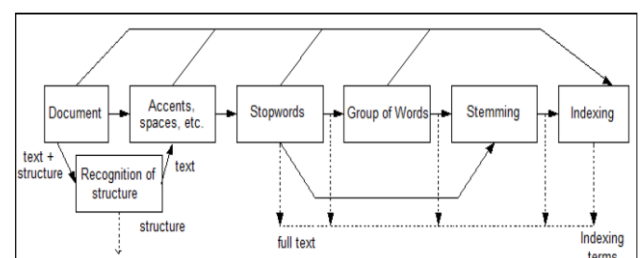 Document
Accents,
spaces, etc.
Stopwords
Group of Words
Stemming
Indexing
text +
structure
Recognition of
structure
text
structure
full text
Indexing
terms